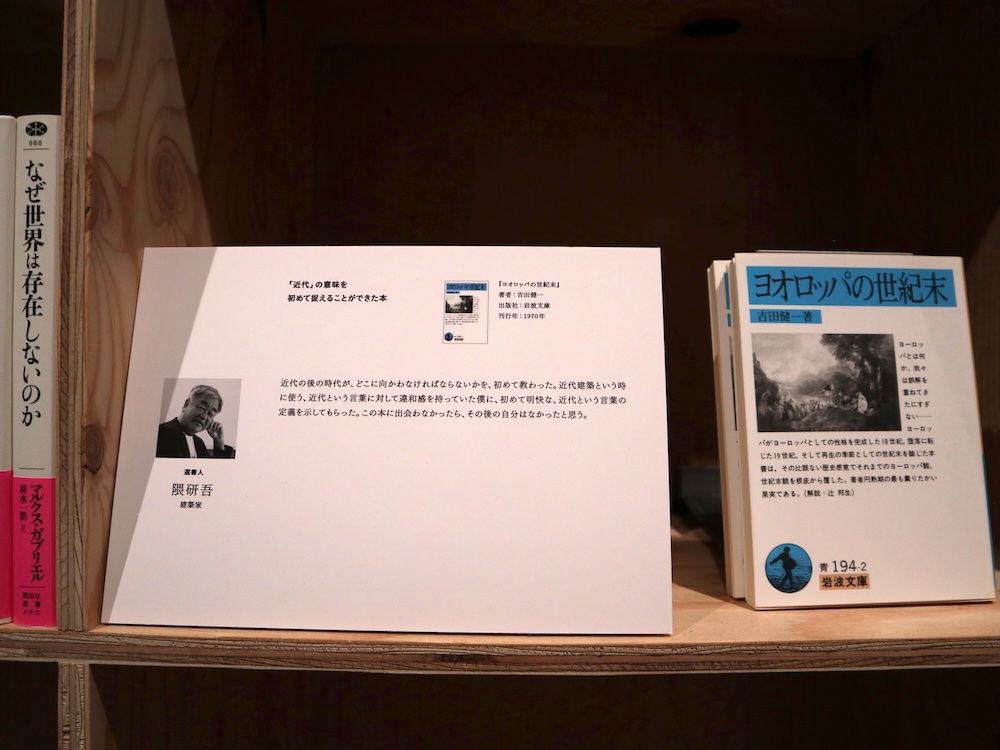 666
なぜ世界は存在しないのか
マルクス・ガブリエル
清水一浩 訳
講談社
選書
メチエ
「近代」の意味を
初めて捉えることができた本
『ヨオロッパの世紀末』
著者：吉田健一
出版社：岩波文庫
刊行年：1970年
近代の後の時代が、どこに向かわなければならないかを、初めて教わった。近代建築という時
に使う、近代という言葉に対して違和感を持っていた僕に、初めて明快な、近代という言葉の
定義を示してもらった。この本に出会わなかったら、その後の自分はなかったと思う。
選書人
隈研吾
建築家
ヨオロッパの世紀末
吉田健一著
ヨーロッ
パとは何
か。我々
は誤解を
重ねてき
たにすぎ
ない――
ヨーロッ
パがヨーロッパとしての性格を完成した18世紀。堕落に転
じた19世紀。そして再生の季節としての世紀末を論じた本
書は、その比類ない歴史感覚でそれまでのヨーロッパ観、
世紀末観を根底から覆した。著者円熟期の最も薫りたかい
果実である。（解説＝辻 邦生）
青 194-2
岩波文庫